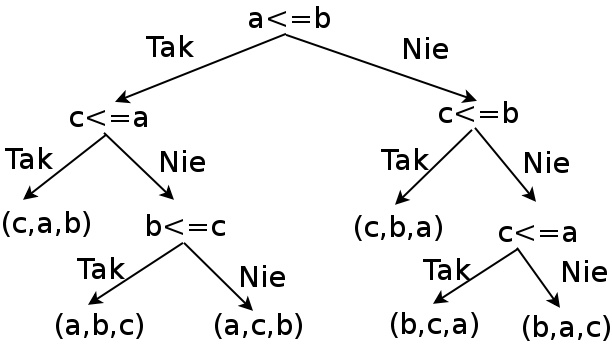 a<=b
Tak Nie
c<=a c<=b
Tak Nie Tak Nie
(c,a,b) b<=c (c,b,a) c<=a
Tak Nie Tak Nie
(a,b,c) (a,c,b) (b,c,a) (b,a,c)